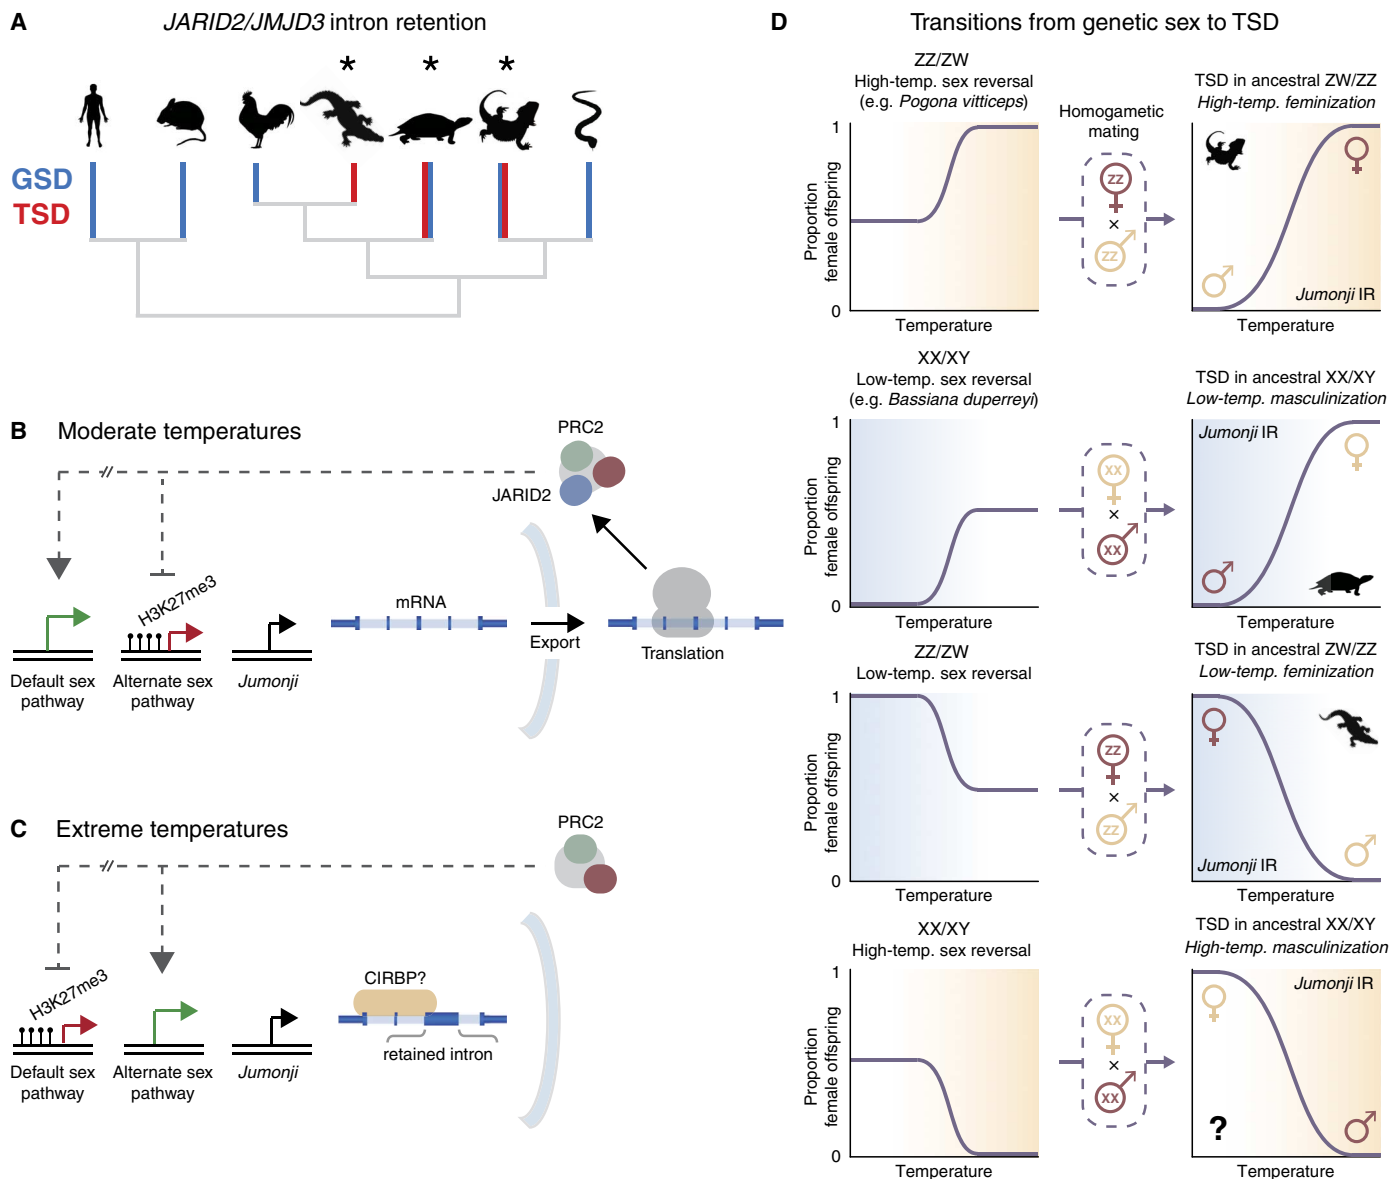 A
JARID2/JMJD3 intron retention
* * *
GSD
TSD
B Moderate temperatures
PRC2
JARID2
H3K27me3
mRNA
Export
Translation
Default sex
pathway
Alternate sex
pathway
Jumonji
C Extreme temperatures
PRC2
H3K27me3
CIRBP?
retained intron
Default sex
pathway
Alternate sex
pathway
Jumonji
D Transitions from genetic sex to TSD
ZZ/ZW
High-temp. sex reversal
(e.g. Pogona vitticeps)
1
0
Proportion
female offspring
Temperature
Homogametic
mating
ZZ
×
ZZ
TSD in ancestral ZW/ZZ
High-temp. feminization
Jumonji IR
Temperature
XX/XY
Low-temp. sex reversal
(e.g. Bassiana duperreyi)
1
0
Proportion
female offspring
Temperature
XX
×
XX
TSD in ancestral XX/XY
Low-temp. masculinization
Jumonji IR
Temperature
ZZ/ZW
Low-temp. sex reversal
1
0
Proportion
female offspring
Temperature
ZZ
×
ZZ
TSD in ancestral ZW/ZZ
Low-temp. feminization
Jumonji IR
Temperature
XX/XY
High-temp. sex reversal
1
0
Proportion
female offspring
Temperature
XX
×
XX
TSD in ancestral XX/XY
High-temp. masculinization
Jumonji IR
?
Temperature